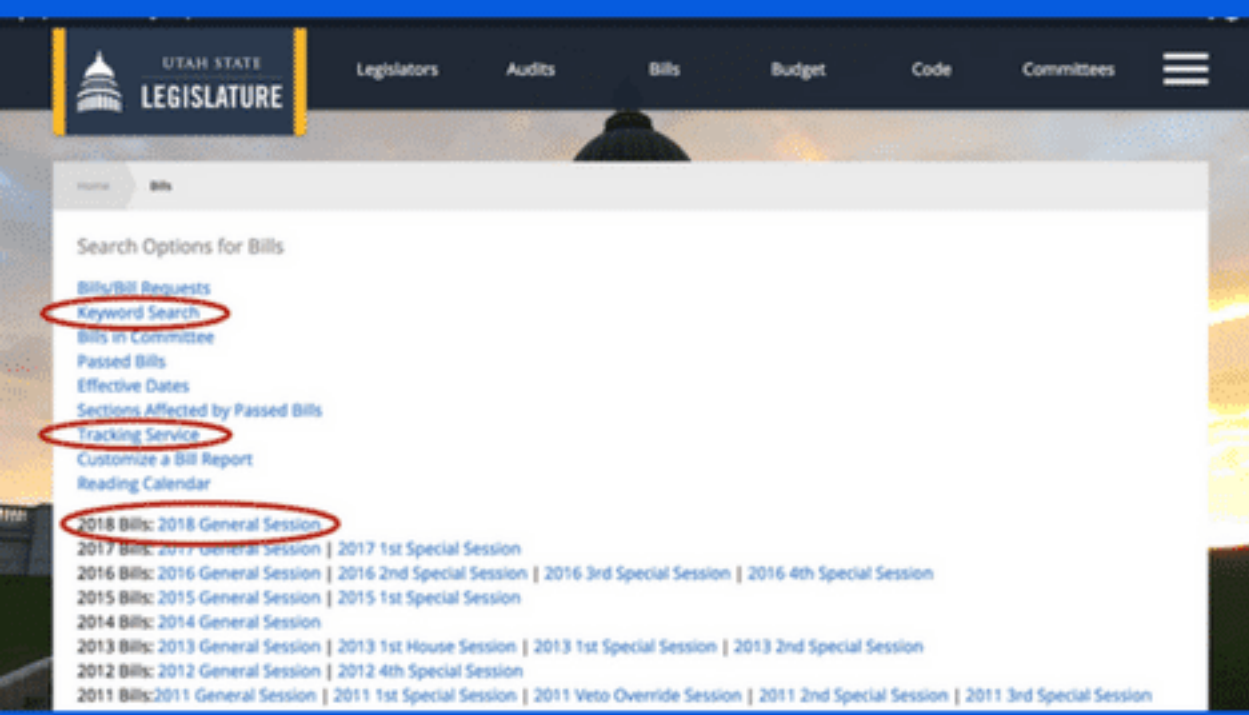 UTAH STATE
LEGISLATURE
Legislators Audits Bills Budget Code Committees
Home Bills
Search Options for Bills
Bills/Bill Requests
Keyword Search
Bills in Committee
Passed Bills
Effective Dates
Sections Affected by Passed Bills
Tracking Service
Customize a Bill Report
Reading Calendar
2018 Bills: 2018 General Session
2017 Bills: 2017 General Session | 2017 1st Special Session
2016 Bills: 2016 General Session | 2016 2nd Special Session | 2016 3rd Special Session | 2016 4th Special Session
2015 Bills: 2015 General Session | 2015 1st Special Session
2014 Bills: 2014 General Session
2013 Bills: 2013 General Session | 2013 1st House Session | 2013 1st Special Session | 2013 2nd Special Session
2012 Bills: 2012 General Session | 2012 4th Special Session
2011 Bills:2011 General Session | 2011 1st Special Session | 2011 Veto Override Session | 2011 2nd Special Session | 2011 3rd Special Session